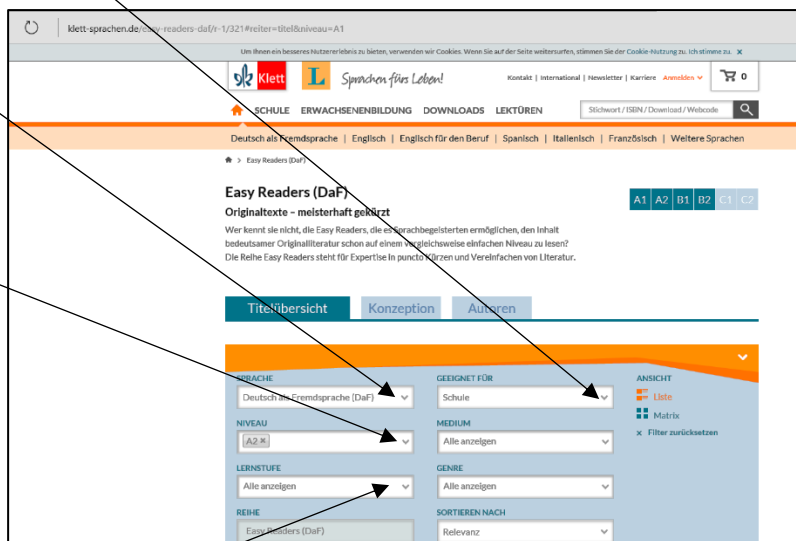 klett-sprachen.de/easy-readers-daf/r-1/321#reiter=titel&niveau=A1
Um Ihnen ein besseres Nutzererlebnis zu bieten, verwenden wir Cookies. Wenn Sie auf der Seite weitersurfen, stimmen Sie der Cookie-Nutzung zu. Ich stimme zu. x
Klett L Sprachen fürs Leben! Kontakt | International | Newsletter | Karriere Anmelden 0
SCHULE ERWACHSENENBILDUNG DOWNLOADS LEKTÜREN Stichwort / ISBN / Download / Webcode
Deutsch als Fremdsprache | Englisch | Englisch für den Beruf | Spanisch | Italienisch | Französisch | Weitere Sprachen
> Easy Readers (DaF)
Easy Readers (DaF)
A1 A2 B1 B2 C1 C2
Originaltexte – meisterhaft gekürzt
Wer kennt sie nicht, die Easy Readers, die es Sprachbegeisterten ermöglichen, den Inhalt
bedeutsamer Originalliteratur schon auf einem vergleichsweise einfachen Niveau zu lesen?
Die Reihe Easy Readers steht für Expertise in puncto Kürzen und Vereinfachen von Literatur.
Titelübersicht Konzeption Autoren
SPRACHE GEEIGNET FÜR ANSICHT
Deutsch als Fremdsprache (DaF) Schule Liste
Matrix
NIVEAU MEDIUM x Filter zurücksetzen
A2 x Alle anzeigen
LERNSTUFE GENRE
Alle anzeigen Alle anzeigen
REIHE SORTIEREN NACH
Easy Readers (DaF) Relevanz